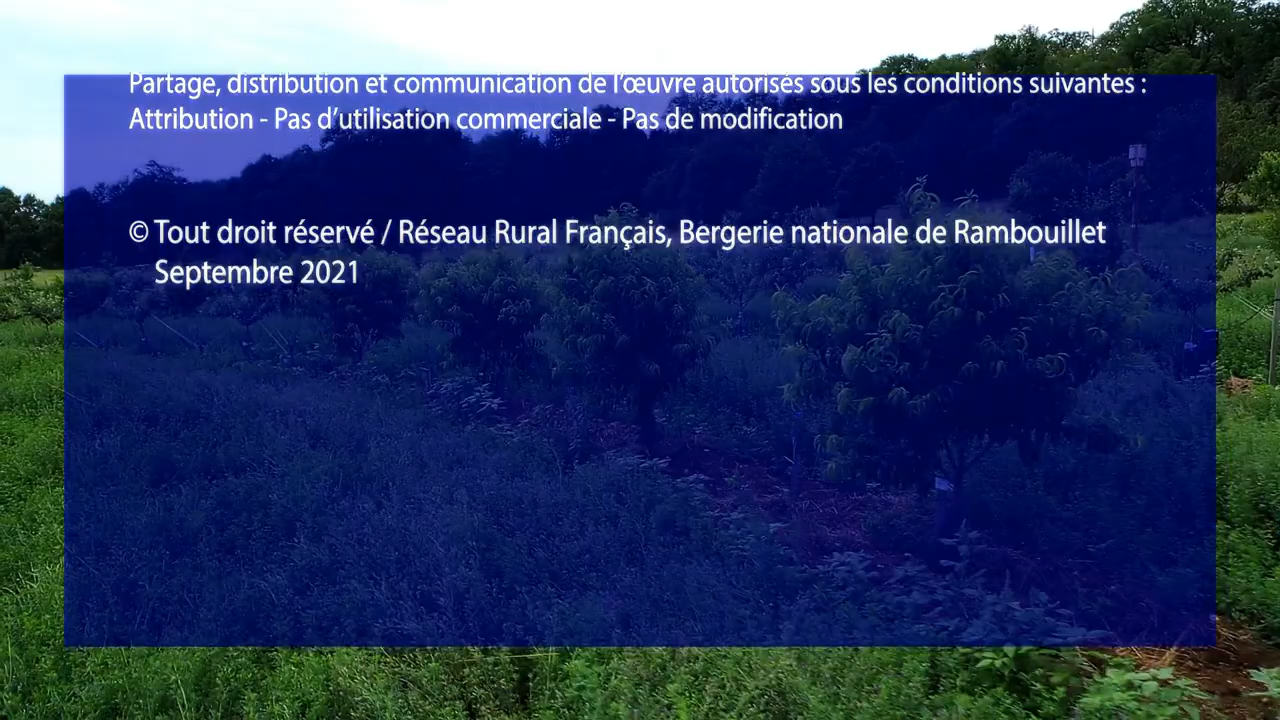 Partage, distribution et communication de l'œuvre autorisés sous les conditions suivantes :
Attribution - Pas d'utilisation commerciale - Pas de modification
© Tout droit réservé / Réseau Rural Français, Bergerie nationale de Rambouillet
Septembre 2021